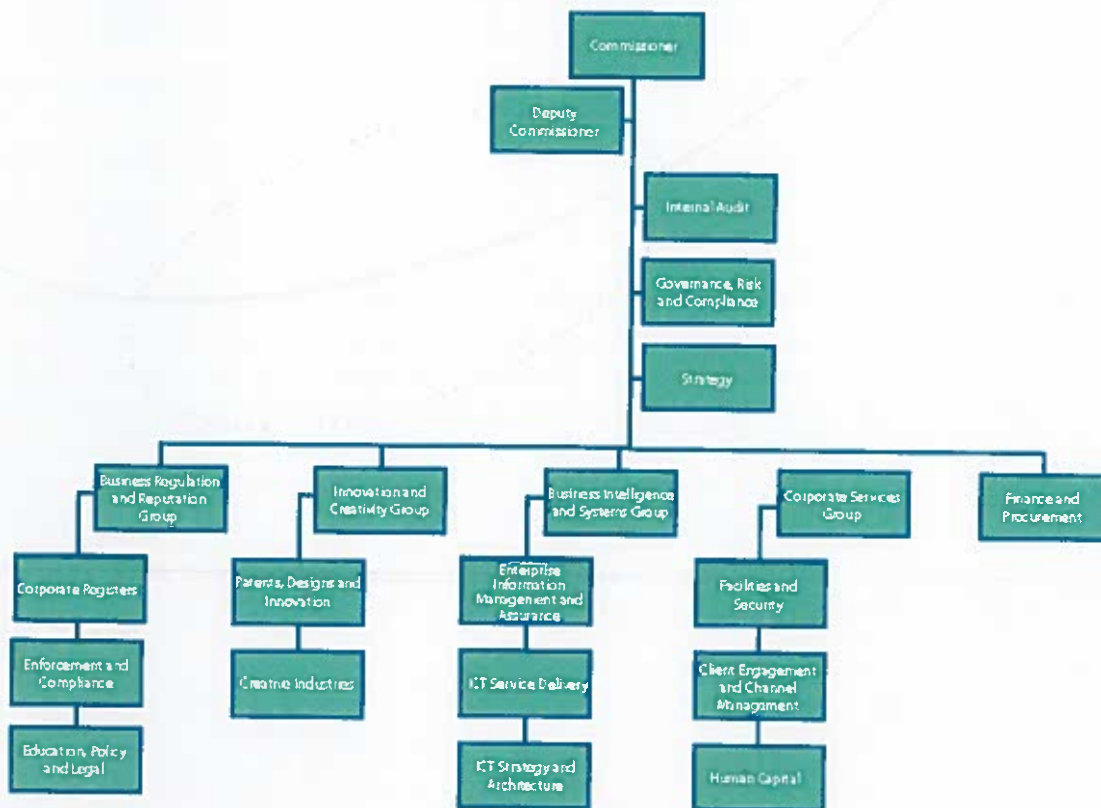 Commissioner
Deputy
Commissioner
Internal Audit
Governance, Risk
and Compliance
Strategy
Business Regulation
and Reputation
Group
Innovation and
Creativity Group
Business Intelligence
and Systems Group
Corporate Services
Group
Finance and
Procurement
Corporate Registers
Enforcement and
Compliance
Education, Policy
and Legal
Patents, Designs and
Innovation
Creative Industries
Enterprise
Information
Management and
Assurance
ICT Service Delivery
ICT Strategy and
Architecture
Facilities and
Security
Client Engagement
and Channel
Management
Human Capital